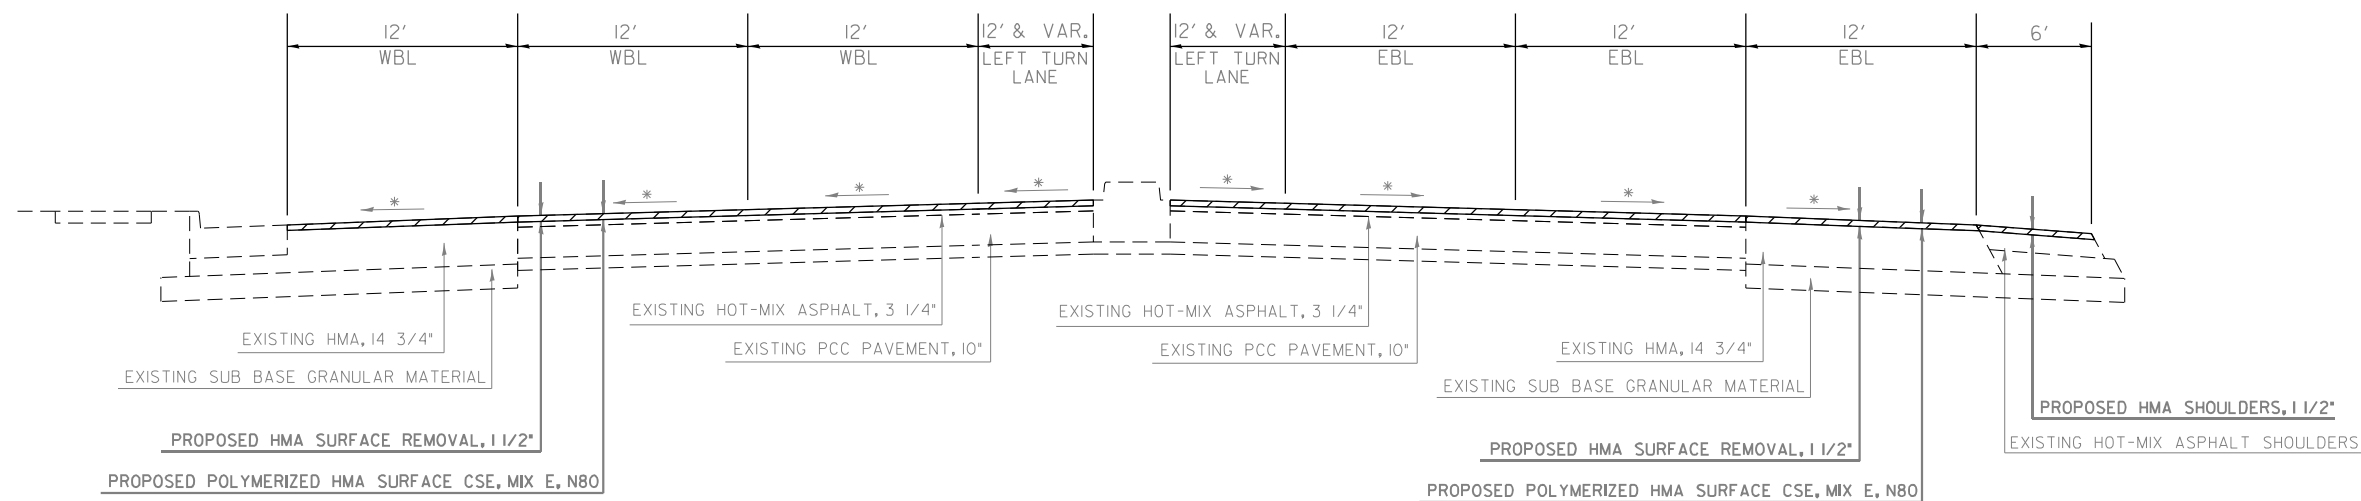 12' 12' 12' 12' & VAR. 12' & VAR. 12' 12' 12' 6'
WBL WBL WBL LEFT TURN LEFT TURN EBL EBL EBL
LANE LANE
* * * * * * * *
EXISTING HOT-MIX ASPHALT, 3 1/4" EXISTING HOT-MIX ASPHALT, 3 1/4"
EXISTING HMA, 14 3/4" EXISTING PCC PAVEMENT, 10" EXISTING PCC PAVEMENT, 10" EXISTING HMA, 14 3/4"
EXISTING SUB BASE GRANULAR MATERIAL EXISTING SUB BASE GRANULAR MATERIAL
PROPOSED HMA SHOULDERS, 1 1/2"
PROPOSED HMA SURFACE REMOVAL, 1 1/2" PROPOSED HMA SURFACE REMOVAL, 1 1/2" EXISTING HOT-MIX ASPHALT SHOULDERS
PROPOSED POLYMERIZED HMA SURFACE CSE, MIX E, N80 PROPOSED POLYMERIZED HMA SURFACE CSE, MIX E, N80